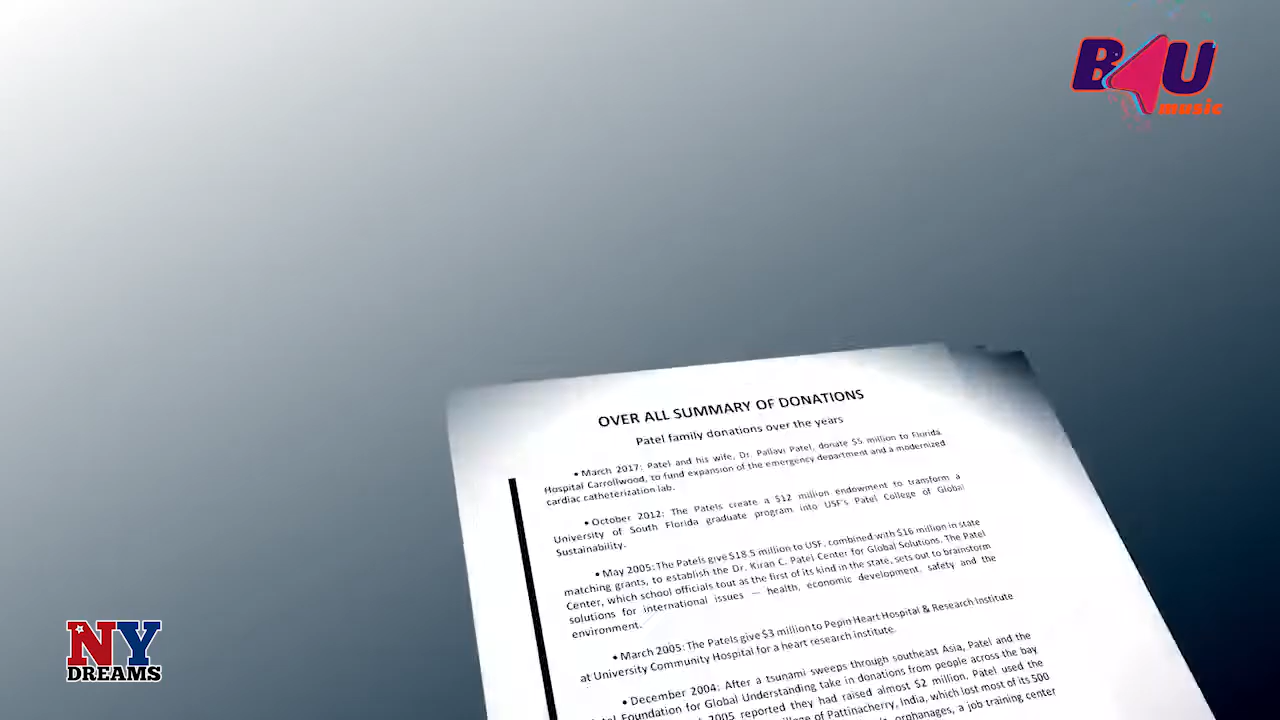 B4U
music
OVER ALL SUMMARY OF DONATIONS
Patel family donations over the years
• March 2017: Patel and his wife, Dr. Pallavi Patel, donate $5 million to Florida
Hospital Carrollwood, to fund expansion of the emergency department and a modernized
cardiac catheterization lab.
• October 2012: The Patels create a $12 million endowment to transform a
University of South Florida graduate program into USF's Patel College of Global
Sustainability.
• May 2005: The Patels give $18.5 million to USF, combined with $16 million in state
matching grants, to establish the Dr. Kiran C. Patel Center for Global Solutions. The Patel
Center, which school officials tout as the first of its kind in the state, sets out to brainstorm
solutions for international issues — health, economic development, safety and the
environment.
• March 2005: The Patels give $3 million to Pepin Heart Hospital & Research Institute
at University Community Hospital for a heart research institute.
• December 2004: After a tsunami sweeps through southeast Asia, Patel and the
Foundation for Global Understanding take in donations from people across the bay
2005 reported they had raised almost $2 million. Patel used the
of Pattinacherry, India, which lost most of its 500
orphanages, a job training center
NY
DREAMS